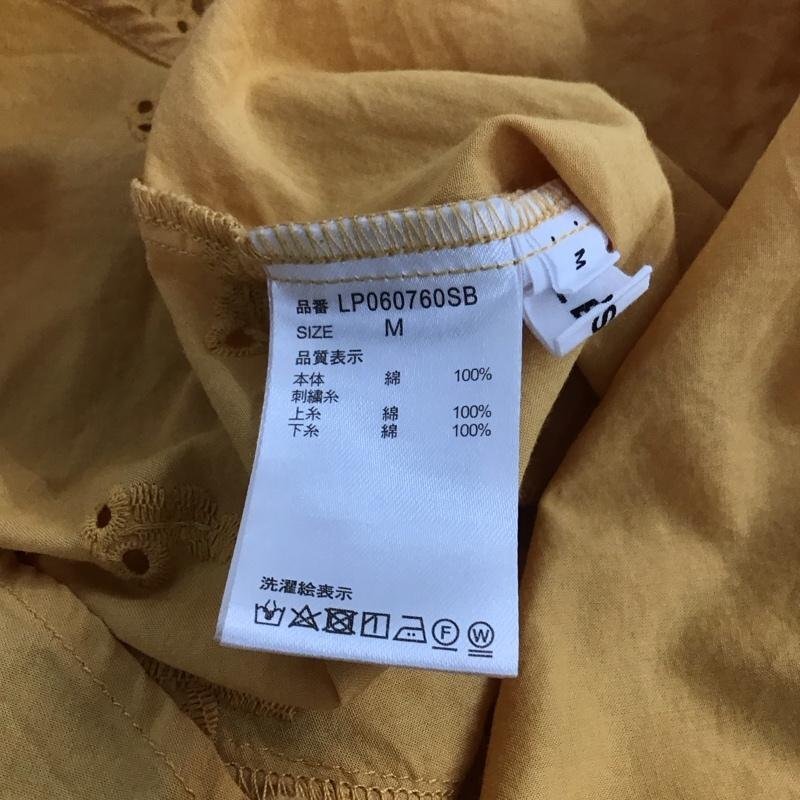 品番 LP060760SB
SIZE M
品質表示
本体 綿 100%
刺繍糸
上糸 綿 100%
下糸 綿 100%
洗濯絵表示
F W
M